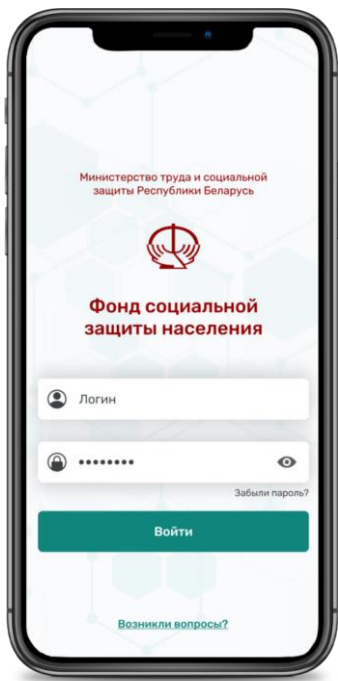 Министерство труда и социальной
защиты Республики Беларусь
Фонд социальной
защиты населения
Логин
••••••••
Забыли пароль?
Войти
Возникли вопросы?